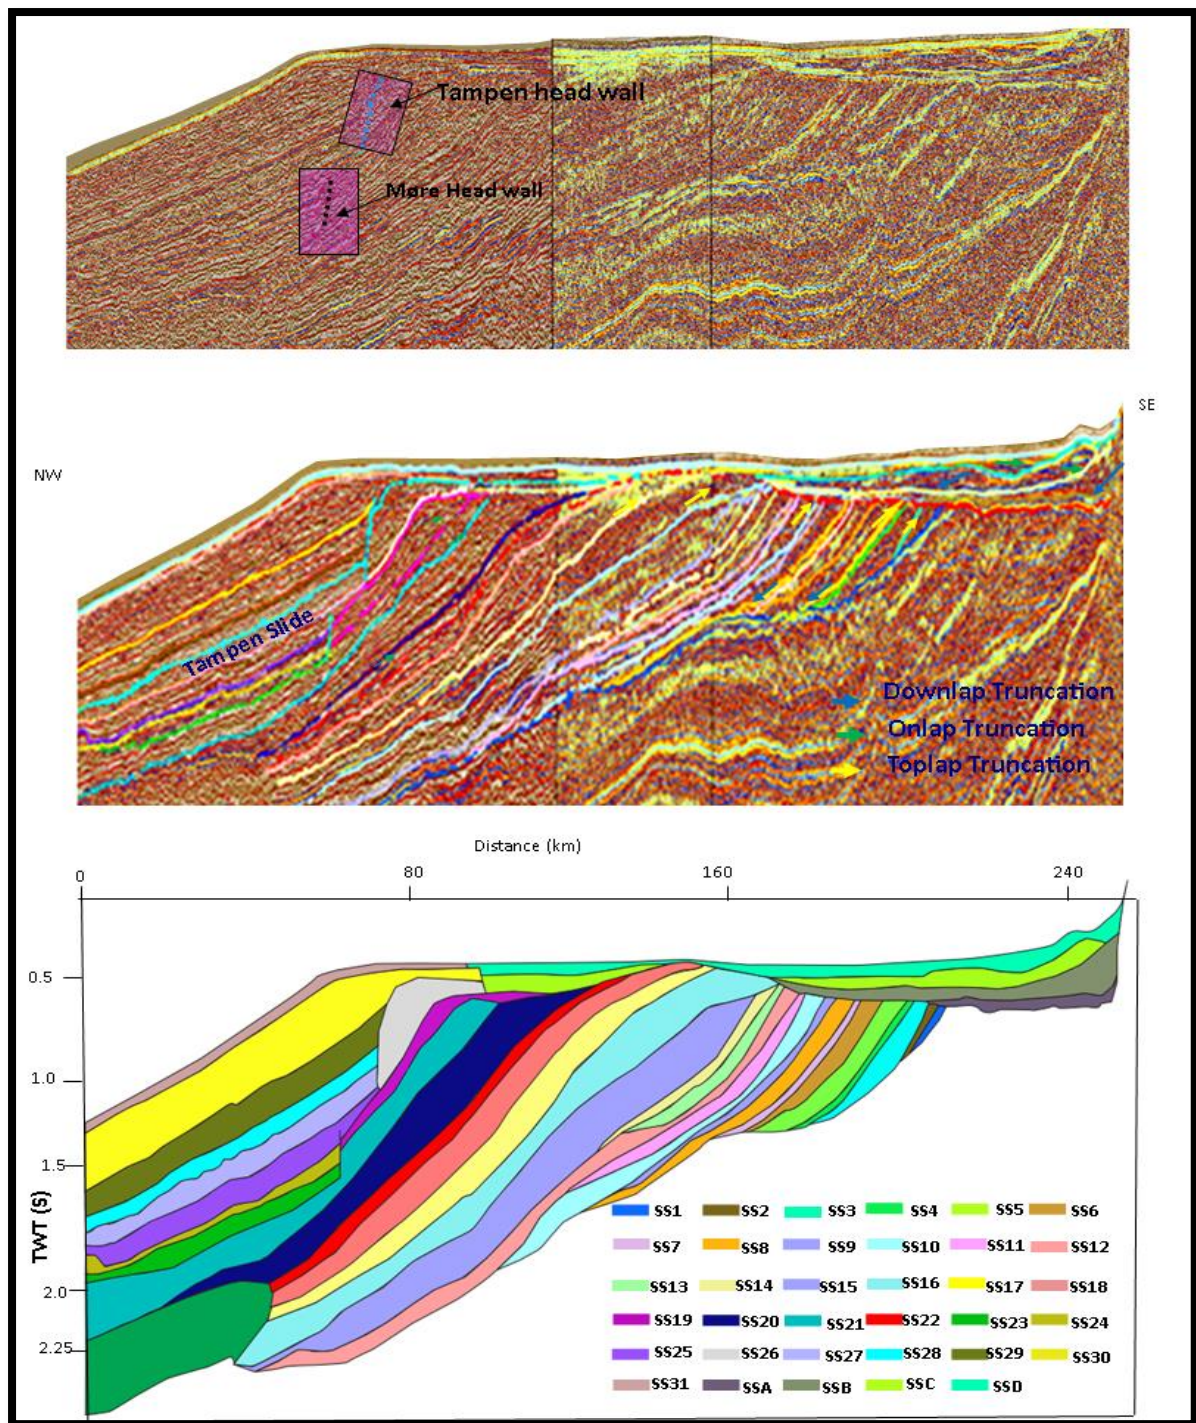 Tampen head wall
Møre Head wall
SE
NW
Tampen Slide
Downlap Truncation
Onlap Truncation
Toplap Truncation
Distance (km)
0 80 160 240
0.5
1.0
1.5
TWT (S)
2.0
2.25
SS1 SS2 SS3 SS4 SS5 SS6
SS7 SS8 SS9 SS10 SS11 SS12
SS13 SS14 SS15 SS16 SS17 SS18
SS19 SS20 SS21 SS22 SS23 SS24
SS25 SS26 SS27 SS28 SS29 SS30
SS31 SSA SSB SSC SSD